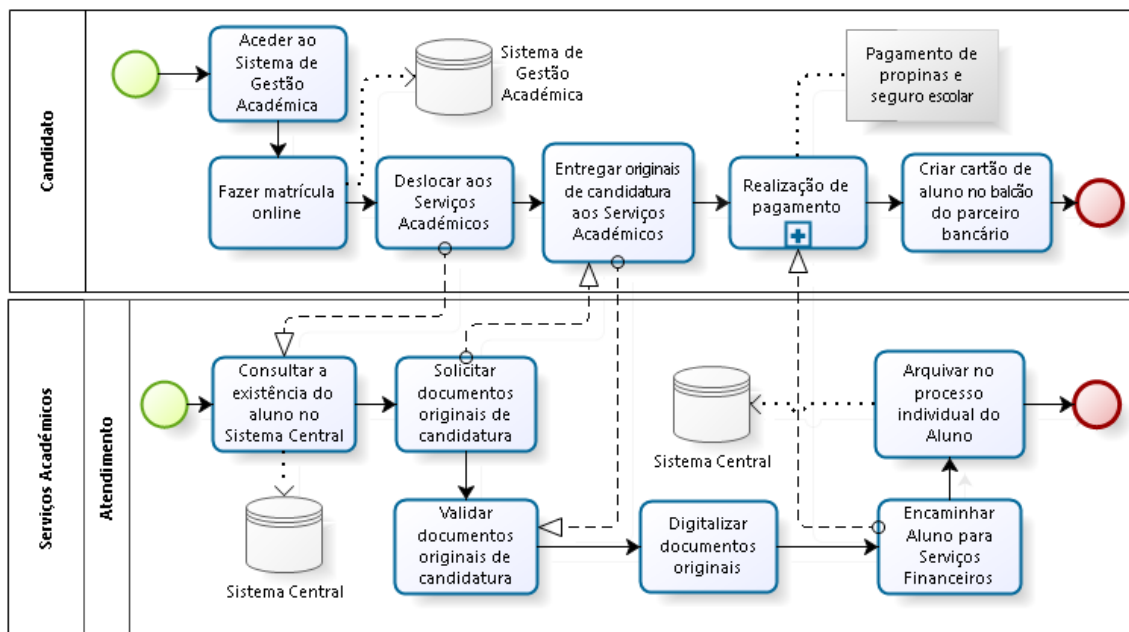 Candidato
Aceder ao
Sistema de
Gestão
Académica
Sistema de
Gestão
Académica
Pagamento de
propinas e
seguro escolar
Fazer matrícula
online
Deslocar aos
Serviços
Académicos
Entregar originais
de candidatura
aos Serviços
Académicos
Realização de
pagamento
Criar cartão de
aluno no balcão
do parceiro
bancário
Serviços Académicos
Atendimento
Consultar a
existência do
aluno no
Sistema Central
Solicitar
documentos
originais de
candidatura
Sistema Central
Arquivar no
processo
individual do
Aluno
Sistema Central
Validar
documentos
originais de
candidatura
Digitalizar
documentos
originais
Encaminhar
Aluno para
Serviços
Financeiros